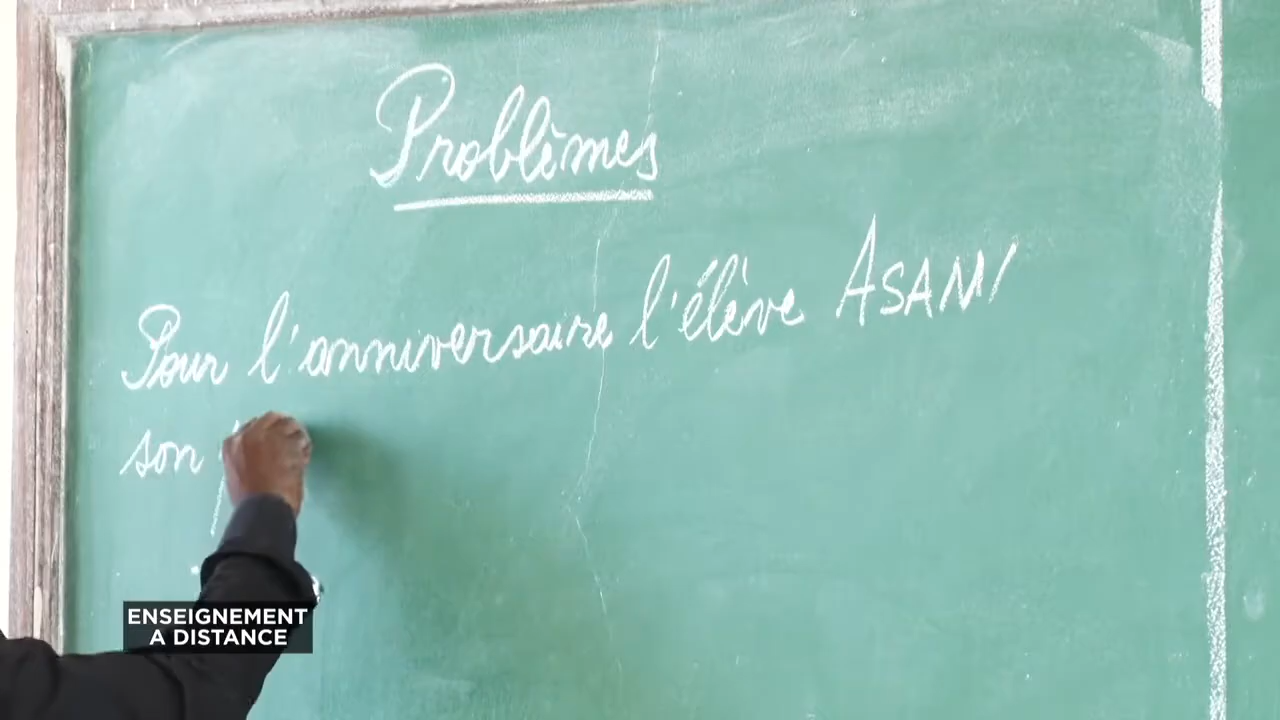 Problèmes
Pour l'anniversaire l'élève ASANI
son
ENSEIGNEMENT
A DISTANCE